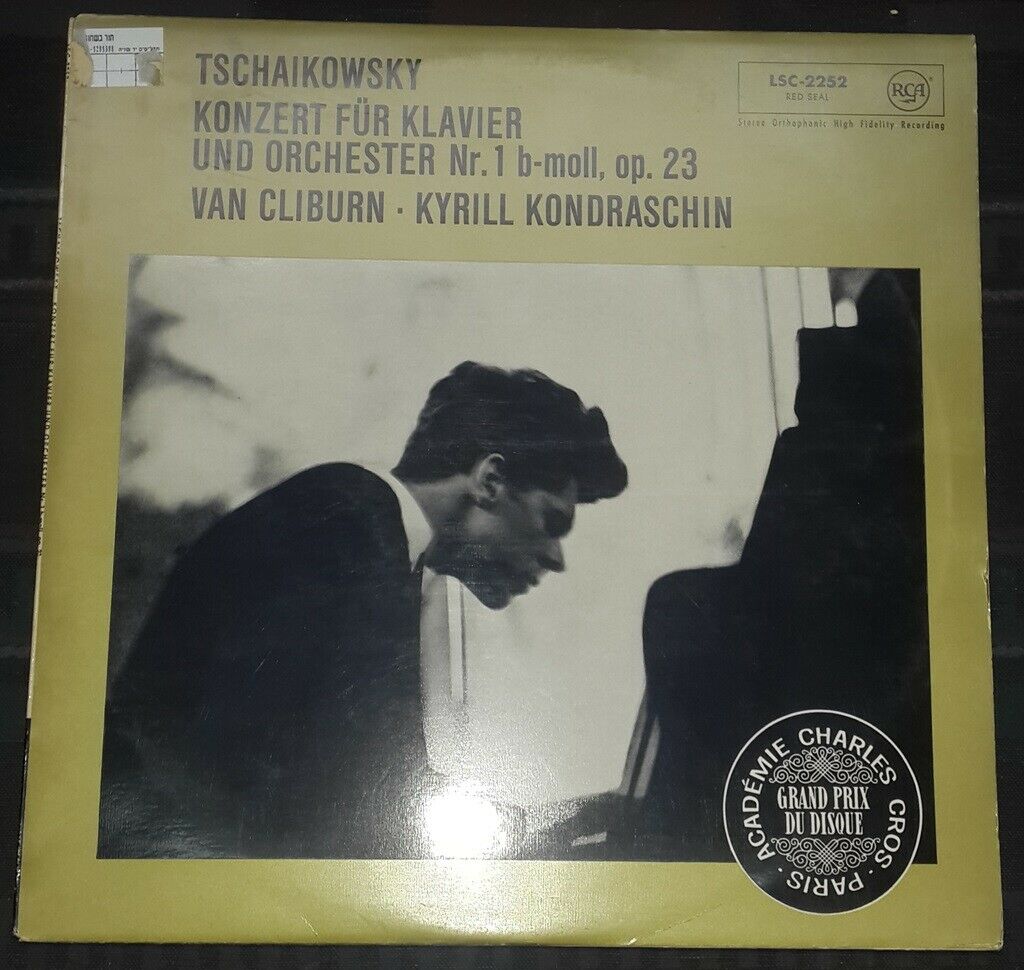 TSCHAIKOWSKY
KONZERT FÜR KLAVIER
UND ORCHESTER Nr. 1 b-moll, op. 23
VAN CLIBURN · KYRILL KONDRASCHIN
LSC-2252
RED SEAL
RCA
Stereo Orthophonic High Fidelity Recording
ACADÉMIE CHARLES CROS · PARIS ·
GRAND PRIX
DU DISQUE